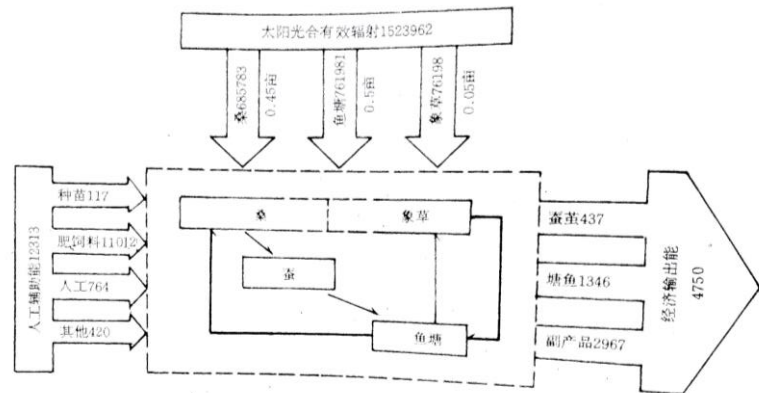 太阳光合有效辐射1523962
桑685783
0.45亩
鱼塘761981
0.5亩
象草76198
0.05亩
人工辅助能12313
种苗117
肥饲料11012
人工764
其他420
桑
象草
蚕
鱼塘
蚕茧437
塘鱼1346
副产品2967
经济输出能
4750